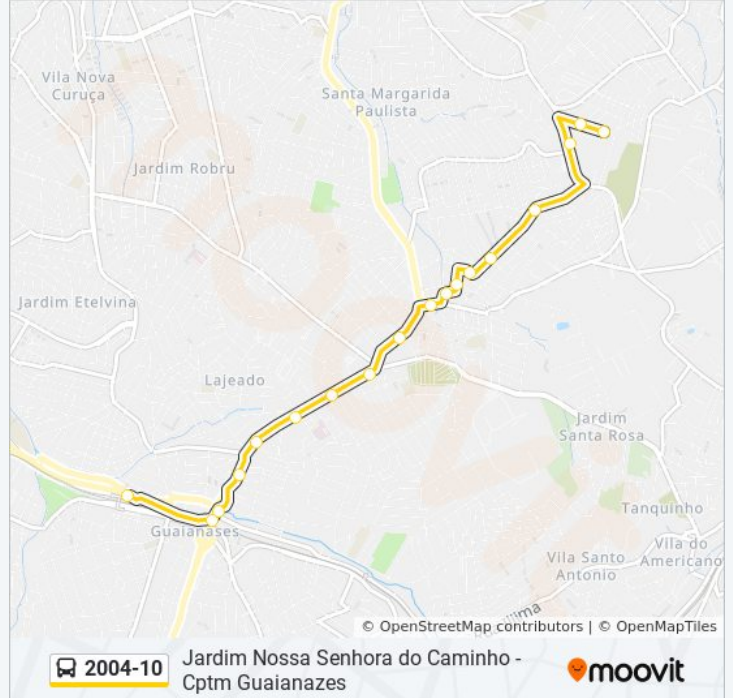 Vila Nova
Curuça
Santa Margarida
Paulista
Jardim Robru
Jardim Etelvina
Lajeado
Jardim
Santa Rosa
Tanquinho
Guaianases
Vila do
Americano
Vila Santo
Antonio
© OpenStreetMap contributors | © OpenMapTiles
2004-10
Jardim Nossa Senhora do Caminho -
Cptm Guaianazes
moovit